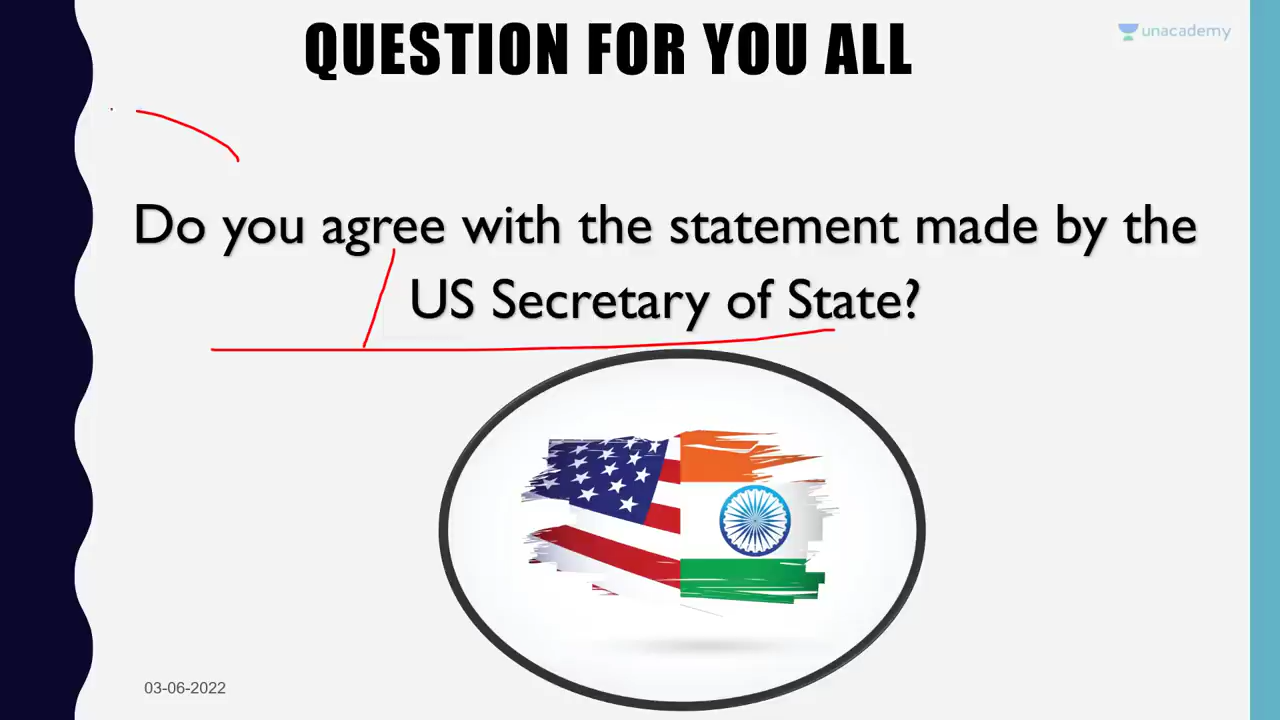 QUESTION FOR YOU ALL
unacademy
Do you agree with the statement made by the
US Secretary of State?
03-06-2022